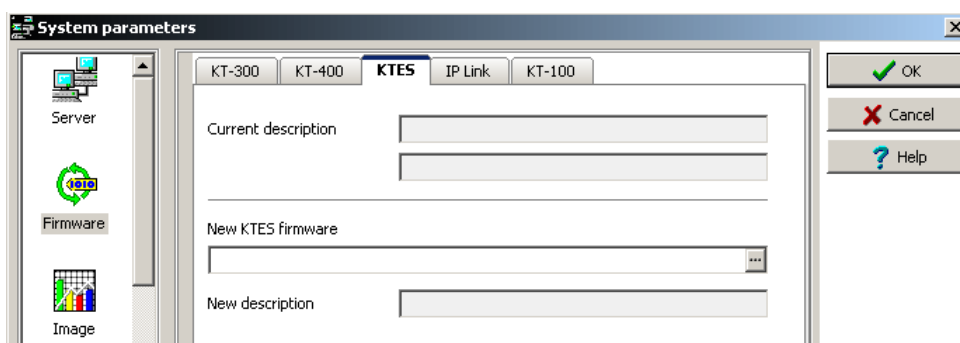 System parameters
Server
Firmware
Image
KT-300
KT-400
KTES
IP Link
KT-100
Current description
New KTES firmware
...
New description
OK
Cancel
Help